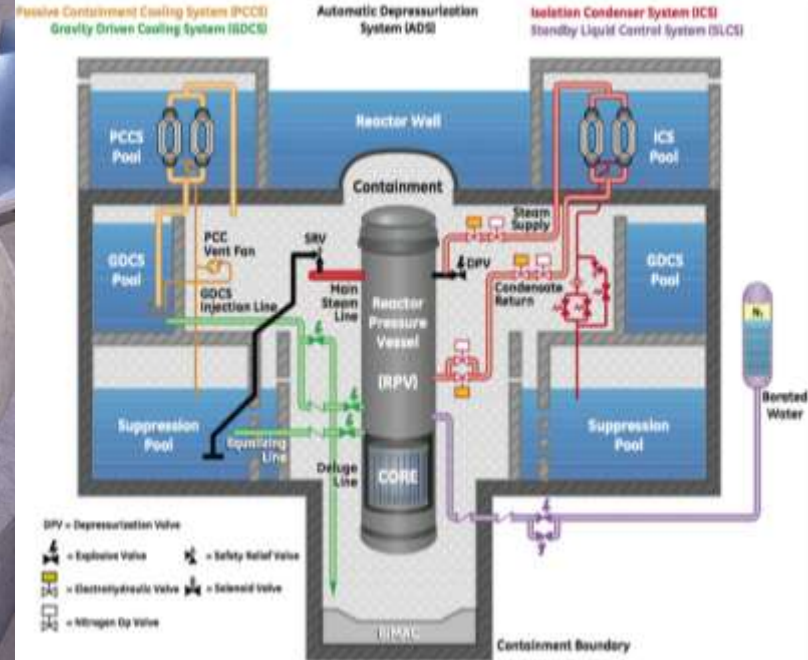 Passive Containment Cooling System (PCCS)
Gravity Driven Cooling System (GDCS)
Automatic Depressurization
System (ADS)
Isolation Condenser System (ICS)
Standby Liquid Control System (SLCS)
PCCS
Pool
Reactor Well
ICS
Pool
Containment
Steam
Supply
GDCS
Pool
PCC
Vent Fan
SRV
DPV
GDCS
Pool
GDCS
Injection Line
Main
Steam
Line
Reactor
Pressure
Vessel
Condensate
Return
(RPV)
Borated
Water
Suppression
Pool
Equalizing
Line
Suppression
Pool
Deluge
Line
CORE
DPV = Depressurization Valve
= Explosive Valve
= Safety Relief Valve
= Electrohydraulic Valve
= Solenoid Valve
= Nitrogen Op Valve
BiMAC
Containment Boundary